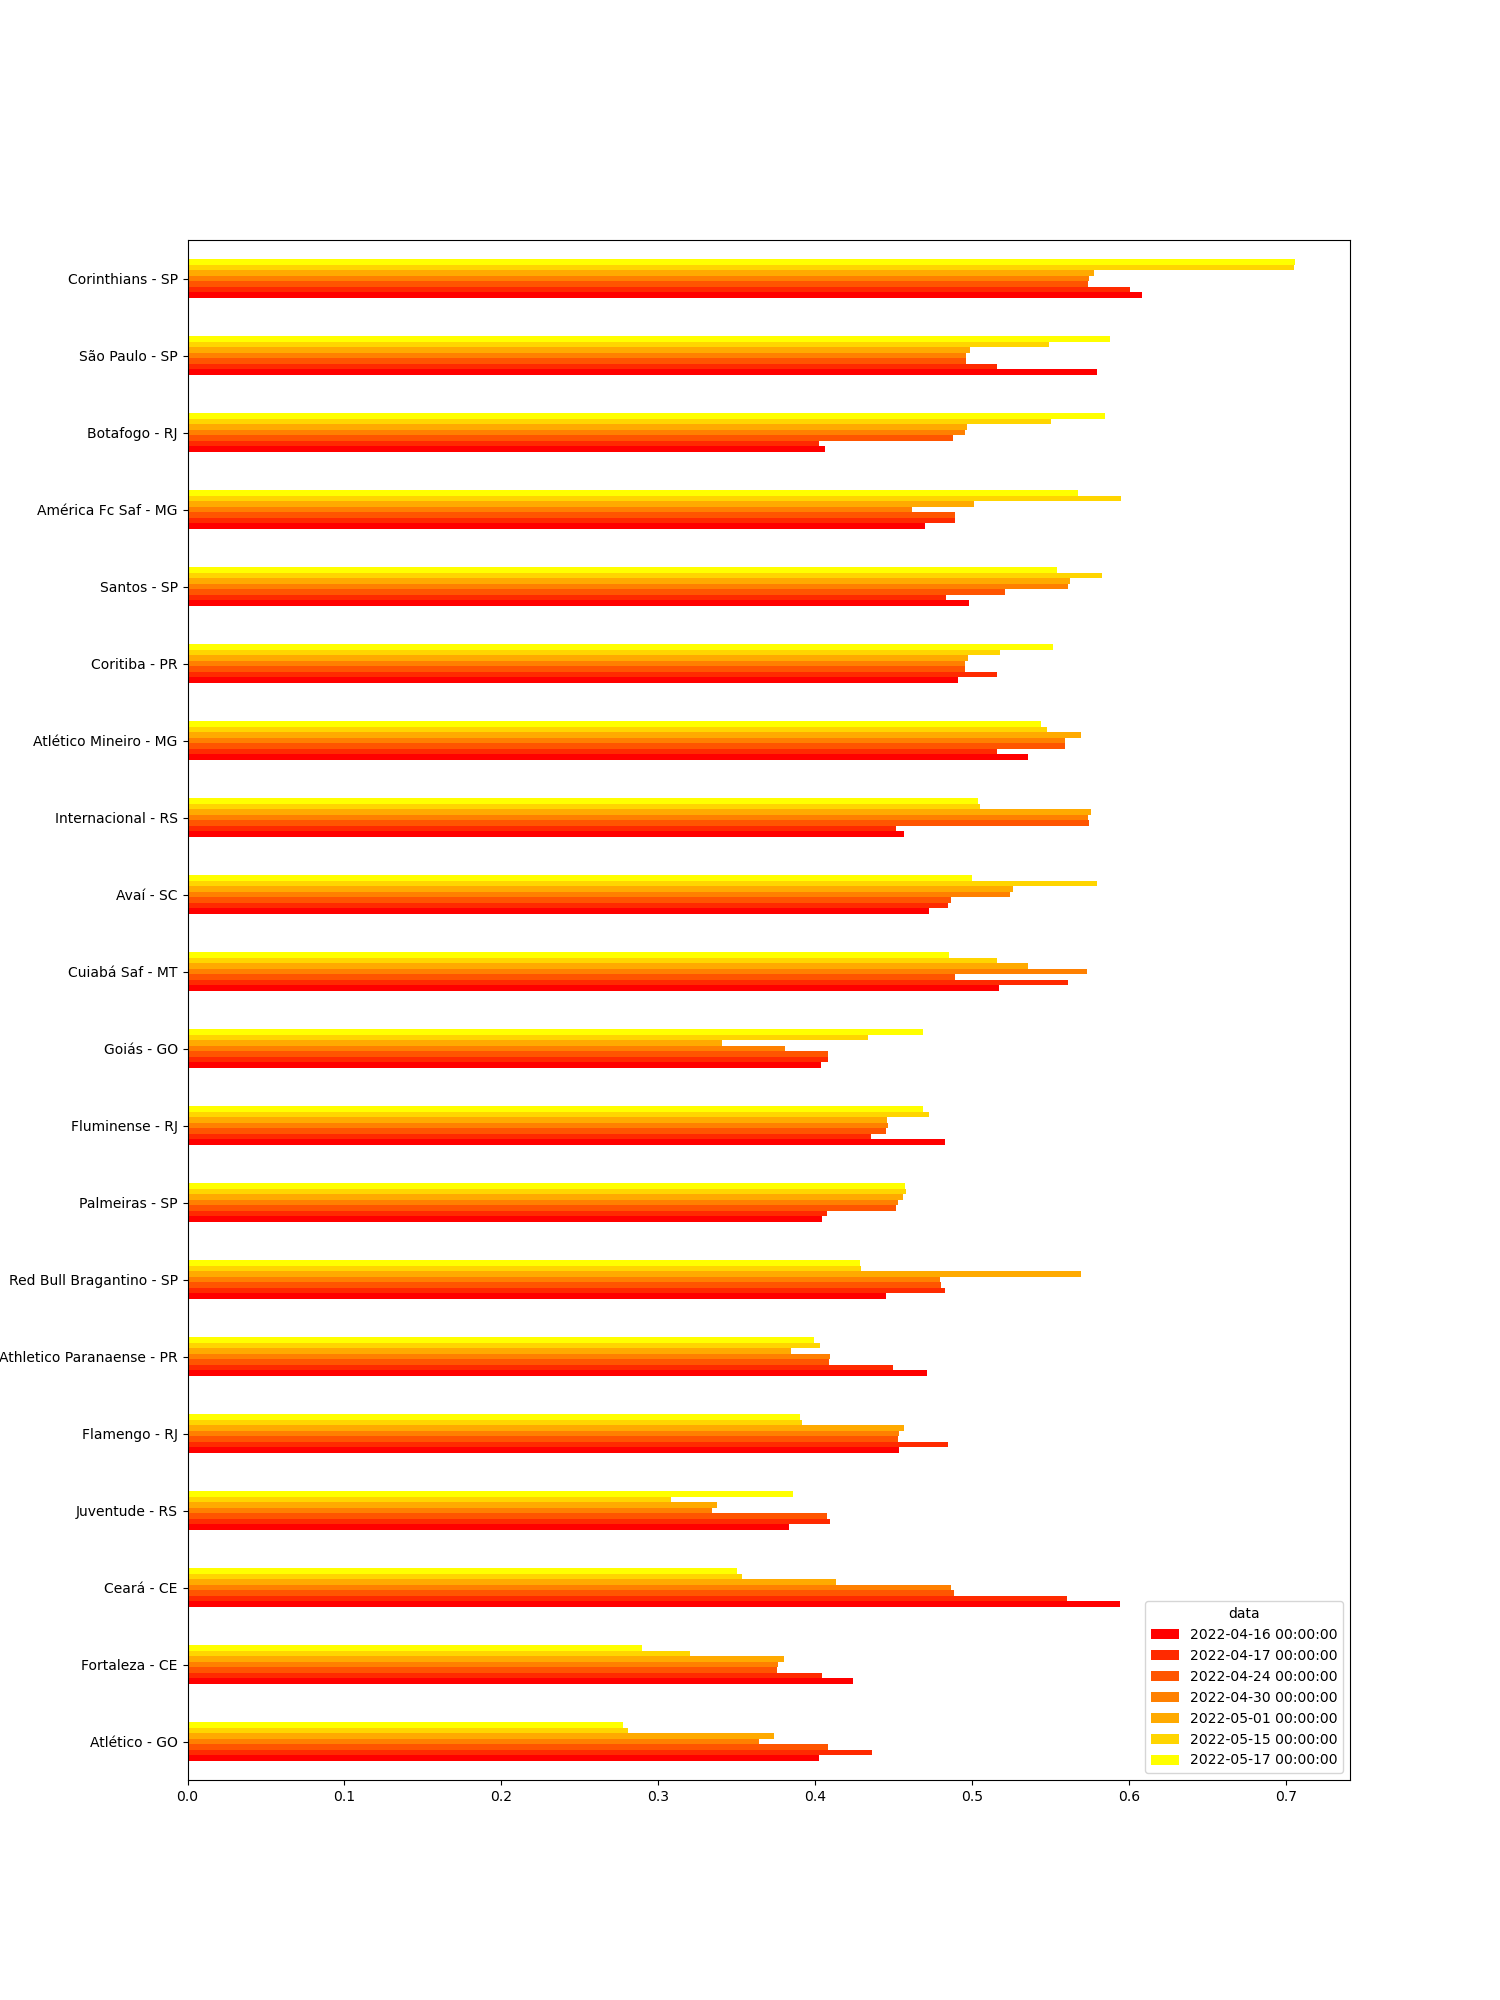 Corinthians - SP
São Paulo - SP
Botafogo - RJ
América Fc Saf - MG
Santos - SP
Coritiba - PR
Atlético Mineiro - MG
Internacional - RS
Avaí - SC
Cuiabá Saf - MT
Goiás - GO
Fluminense - RJ
Palmeiras - SP
Red Bull Bragantino - SP
Athletico Paranaense - PR
Flamengo - RJ
Juventude - RS
Ceará - CE
Fortaleza - CE
Atlético - GO
data
2022-04-16 00:00:00
2022-04-17 00:00:00
2022-04-24 00:00:00
2022-04-30 00:00:00
2022-05-01 00:00:00
2022-05-15 00:00:00
2022-05-17 00:00:00
0.0 0.1 0.2 0.3 0.4 0.5 0.6 0.7